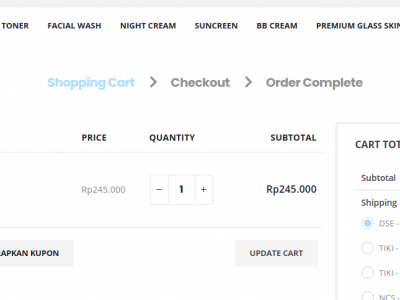 TONER FACIAL WASH NIGHT CREAM SUNCREEN BB CREAM PREMIUM GLASS SKIN
Shopping Cart > Checkout > Order Complete
PRICE QUANTITY SUBTOTAL
CART TOT
Rp245.000 − 1 + Rp245.000
Subtotal
Shipping
DSE -
TIKI -
TIKI -
NCS -
RAPKAN KUPON UPDATE CART